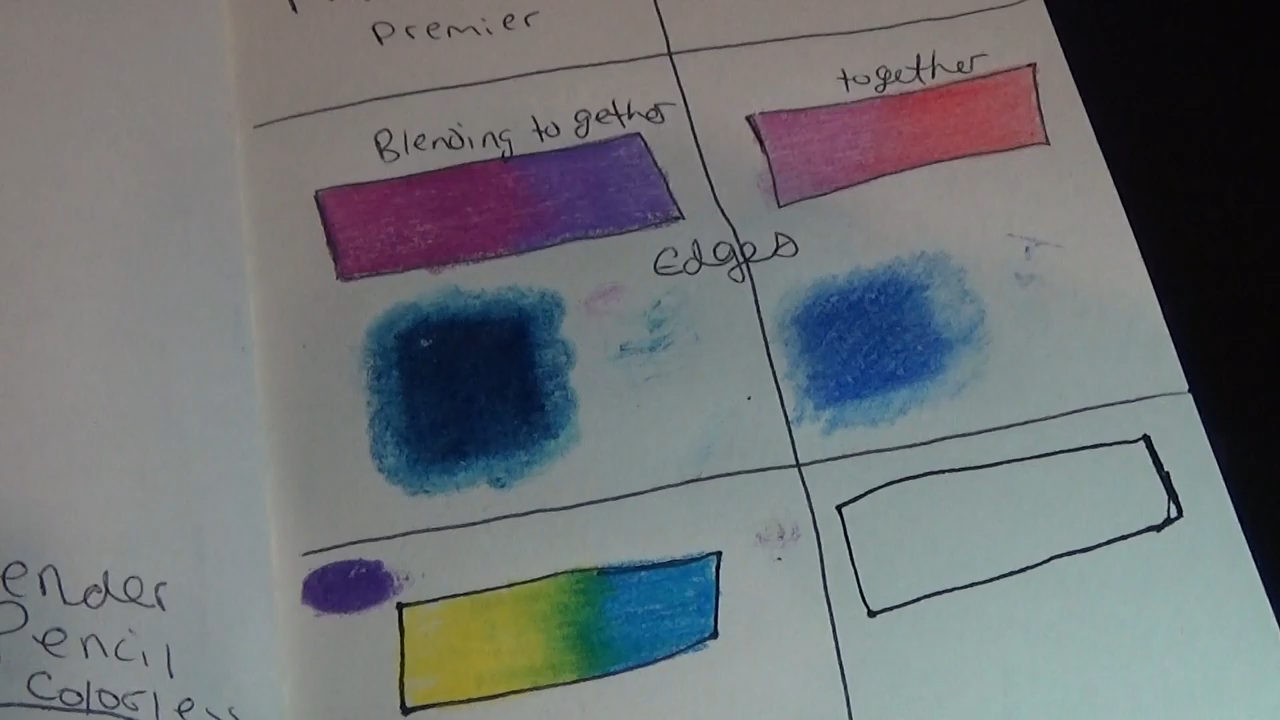 Premier
Blending together
together
Edges
ender
Pencil
Colorless